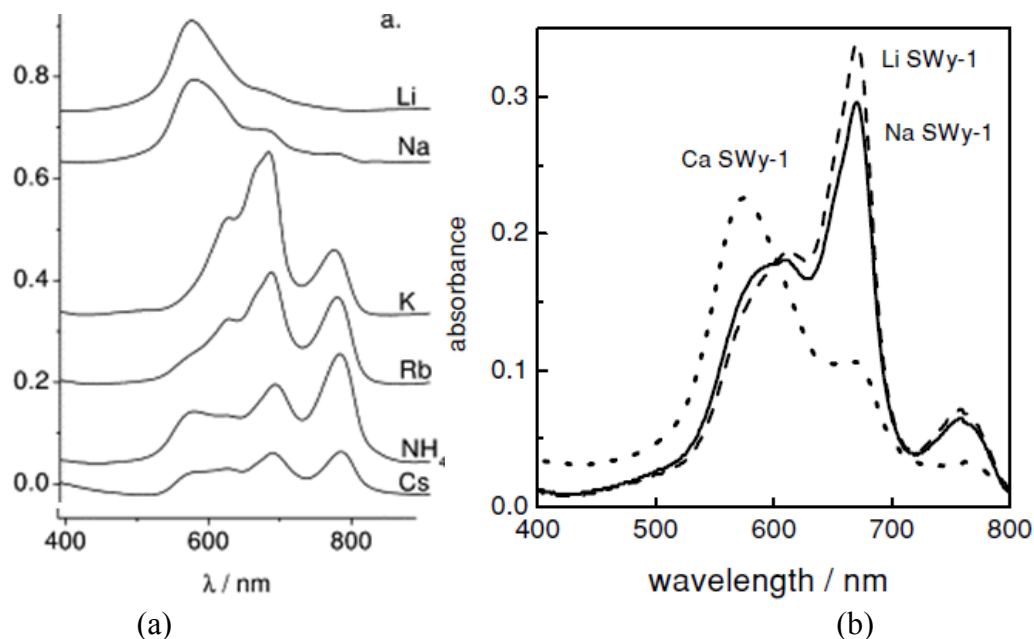 a.
0.8
Li
Na
0.6
0.4
K
Rb
0.2
NH4
0.0
Cs
400 600 800
λ / nm
(a)
Li SWy-1
Na SWy-1
Ca SWy-1
0.3
0.2
0.1
0.0
absorbance
400 500 600 700 800
wavelength / nm
(b)